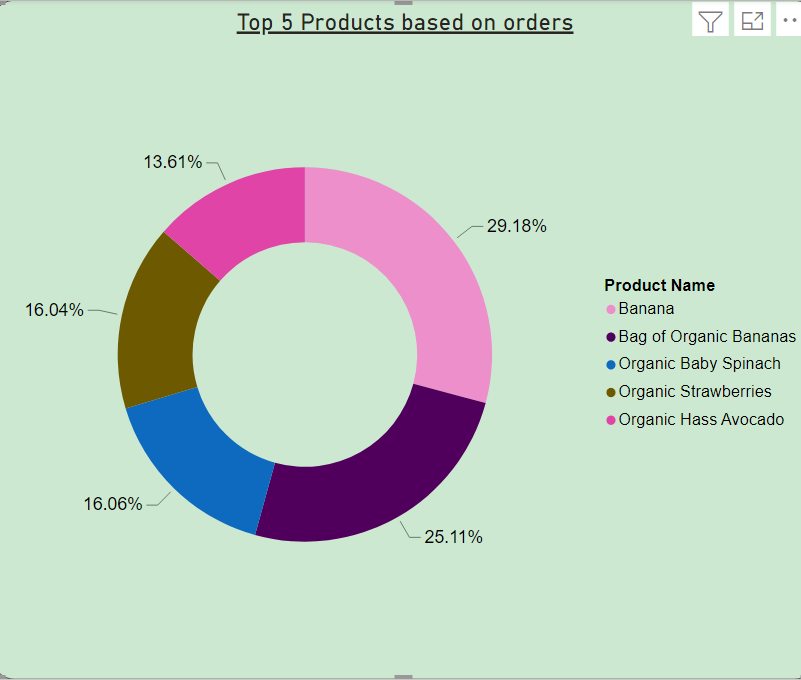 Top 5 Products based on orders
13.61%
29.18%
16.04%
16.06%
25.11%
Product Name
Banana
Bag of Organic Bananas
Organic Baby Spinach
Organic Strawberries
Organic Hass Avocado